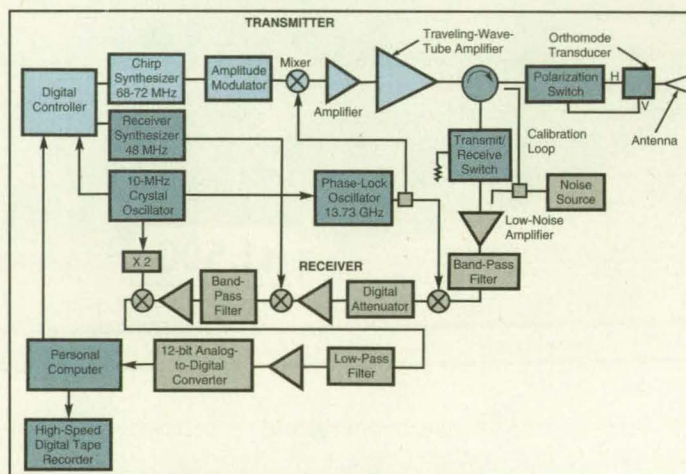 TRANSMITTER
Traveling-Wave-
Tube Amplifier
Orthomode
Transducer
Chirp
Synthesizer
68-72 MHz
Amplitude
Modulator
Mixer
Digital
Controller
Amplifier
Polarization
Switch
H
V
Antenna
Receiver
Synthesizer
48 MHz
Transmit/
Receive
Switch
Calibration
Loop
10-MHz
Crystal
Oscillator
Phase-Lock
Oscillator
13.73 GHz
Noise
Source
Low-Noise
Amplifier
X 2
RECEIVER
Band-
Pass
Filter
Digital
Attenuator
Band-Pass
Filter
Personal
Computer
12-bit Analog-
to-Digital
Converter
Low-Pass
Filter
High-Speed
Digital Tape
Recorder